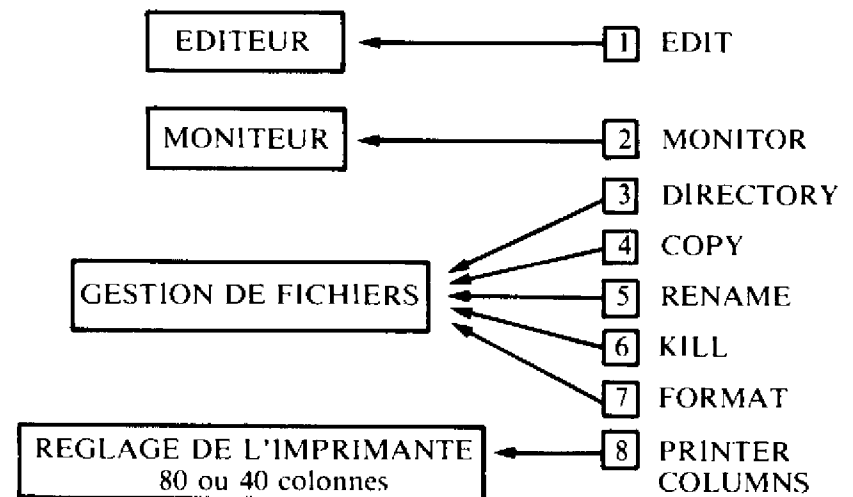 EDITEUR 1 EDIT
MONITEUR 2 MONITOR
3 DIRECTORY
4 COPY
GESTION DE FICHIERS 5 RENAME
6 KILL
7 FORMAT
REGLAGE DE L'IMPRIMANTE 8 PRINTER
80 ou 40 colonnes COLUMNS